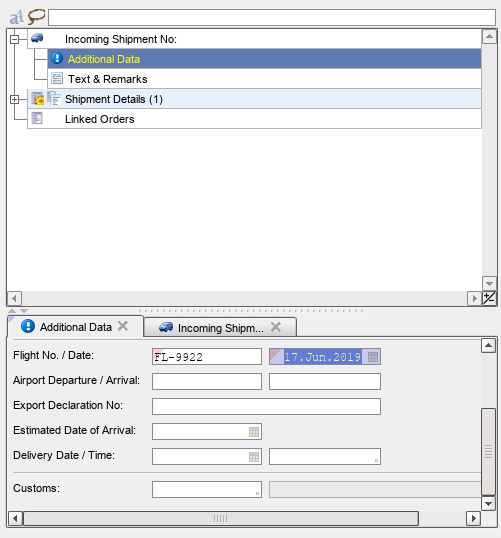 Incoming Shipment No:
Additional Data
Text & Remarks
Shipment Details (1)
Linked Orders
Additional Data
Incoming Shipm...
Flight No. / Date: FL-9922 17.Jun.2019
Airport Departure / Arrival:
Export Declaration No:
Estimated Date of Arrival:
Delivery Date / Time:
Customs: